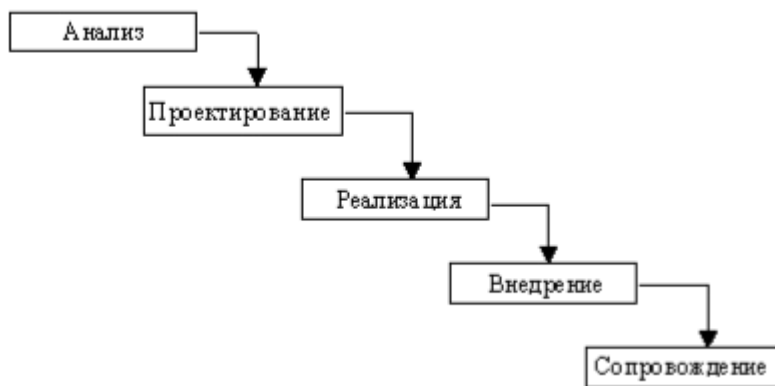 Анализ
Проектирование
Реализация
Внедрение
Сопровождение